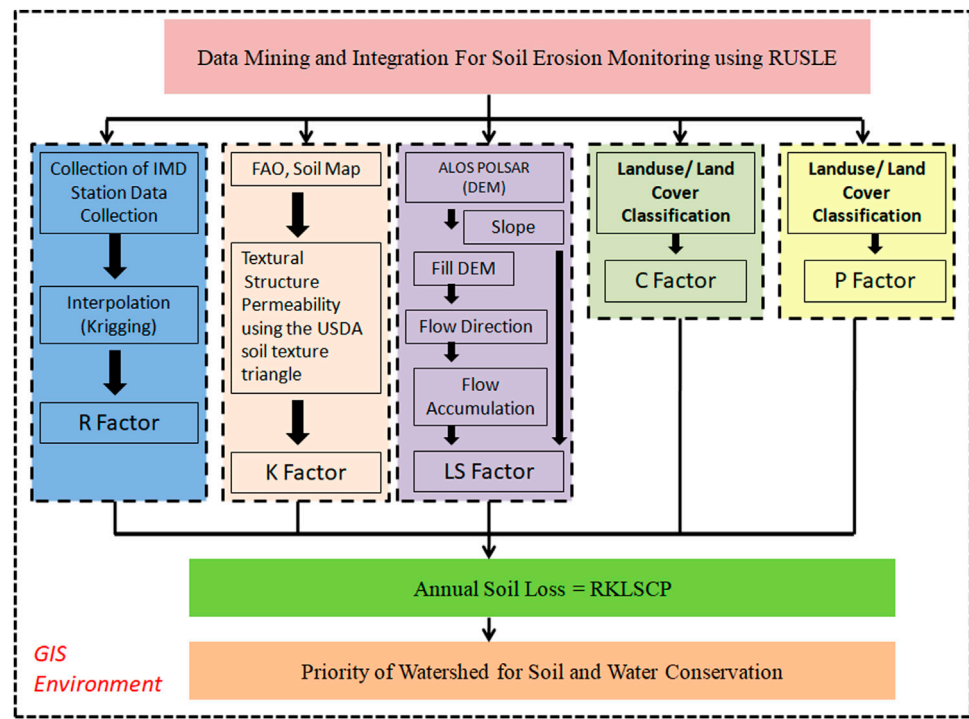 Data Mining and Integration For Soil Erosion Monitoring using RUSLE
Collection of IMD
Station Data
Collection
Interpolation
(Krigging)
R Factor
FAO, Soil Map
Textural
Structure
Permeability
using the USDA
soil texture
triangle
K Factor
ALOS POLSAR
(DEM)
Slope
Fill DEM
Flow Direction
Flow
Accumulation
LS Factor
Landuse/ Land
Cover
Classification
C Factor
Landuse/ Land
Cover
Classification
P Factor
Annual Soil Loss = RKLSCP
Priority of Watershed for Soil and Water Conservation
GIS
Environment